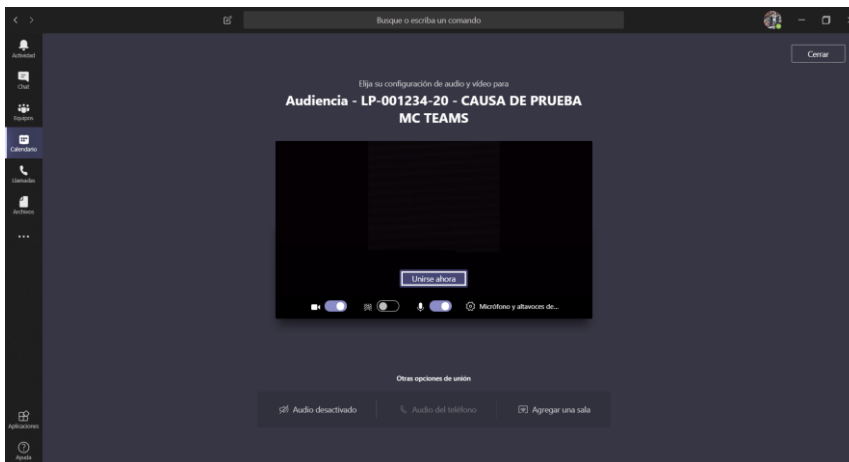 Busque o escriba un comando
Actividad
Chat
Equipos
Calendario
Llamadas
Archivos
Aplicaciones
Ayuda
Cerrar
Elija su configuración de audio y vídeo para
Audiencia - LP-001234-20 - CAUSA DE PRUEBA
MC TEAMS
Unirse ahora
Micrófono y altavoces de...
Otras opciones de unión
Audio desactivado
Audio del teléfono
Agregar una sala